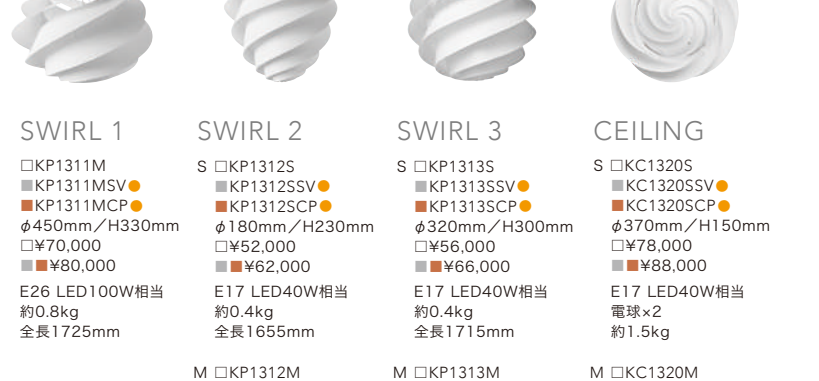 SWIRL 1
□KP1311M
■KP1311MSV●
■KP1311MCP●
φ450mm／H330mm
□¥70,000
■■¥80,000
E26 LED100W相当
約0.8kg
全長1725mm
SWIRL 2
S □KP1312S
■KP1312SSV●
■KP1312SCP●
φ180mm／H230mm
□¥52,000
■■¥62,000
E17 LED40W相当
約0.4kg
全長1655mm
M □KP1312M
SWIRL 3
S □KP1313S
■KP1313SSV●
■KP1313SCP●
φ320mm／H300mm
□¥56,000
■■¥66,000
E17 LED40W相当
約0.4kg
全長1715mm
M □KP1313M
CEILING
S □KC1320S
■KC1320SSV●
■KC1320SCP●
φ370mm／H150mm
□¥78,000
■■¥88,000
E17 LED40W相当
電球×2
約1.5kg
M □KC1320M